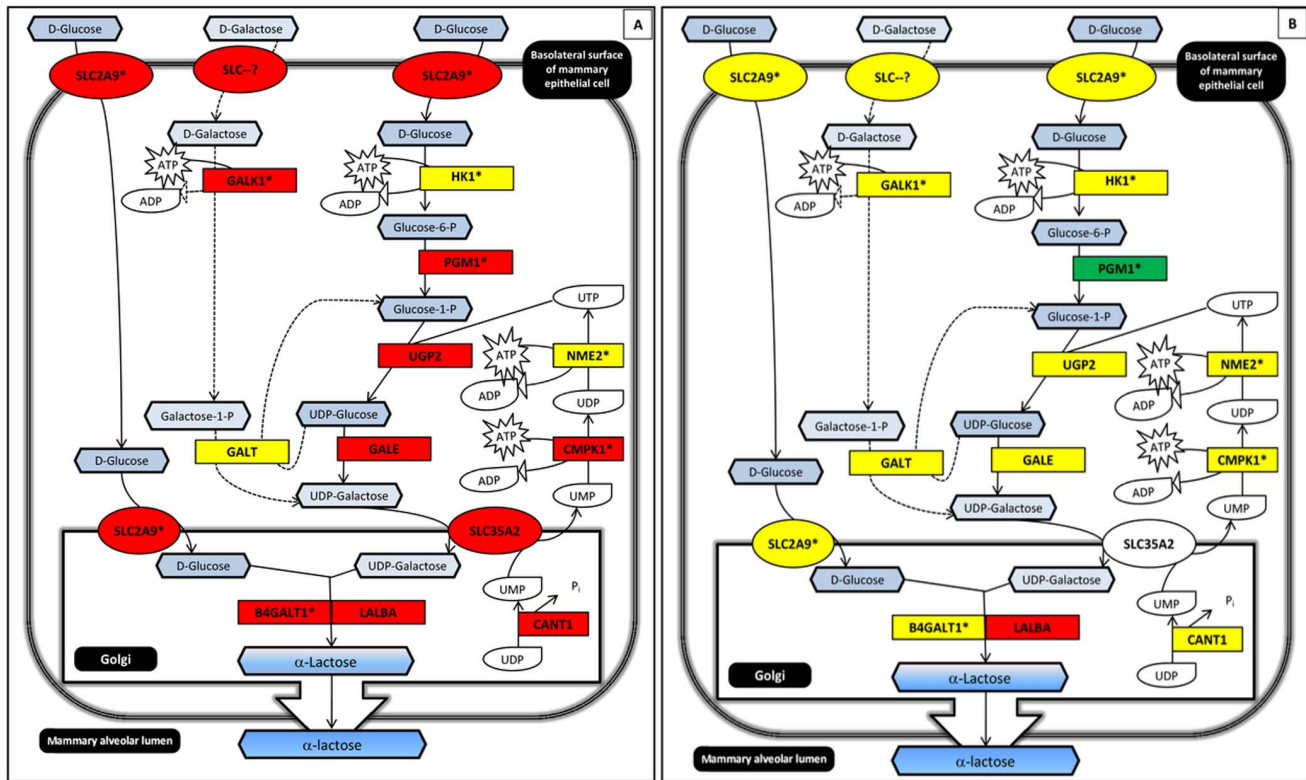 A
D-Glucose
D-Galactose
D-Glucose
SLC2A9*
SLC--?
SLC2A9*
Basolateral surface
of mammary
epithelial cell
D-Galactose
D-Glucose
ATP
GALK1*
ADP
ATP
HK1*
ADP
Glucose-6-P
PGM1*
Glucose-1-P
UTP
UGP2
ATP
NME2*
ADP
Galactose-1-P
UDP-Glucose
UDP
GALT
GALE
ATP
CMPK1*
D-Glucose
ADP
UDP-Galactose
UMP
SLC2A9*
SLC35A2
D-Glucose
UDP-Galactose
UMP
Pi
B4GALT1*
LALBA
CANT1
Golgi
α-Lactose
UDP
Mammary alveolar lumen
α-lactose
B
D-Glucose
D-Galactose
D-Glucose
SLC2A9*
SLC--?
SLC2A9*
Basolateral surface
of mammary
epithelial cell
D-Galactose
D-Glucose
ATP
GALK1*
ADP
ATP
HK1*
ADP
Glucose-6-P
PGM1*
Glucose-1-P
UTP
UGP2
ATP
NME2*
ADP
Galactose-1-P
UDP-Glucose
UDP
GALT
GALE
ATP
CMPK1*
D-Glucose
ADP
UDP-Galactose
UMP
SLC2A9*
SLC35A2
D-Glucose
UDP-Galactose
UMP
Pi
B4GALT1*
LALBA
CANT1
Golgi
α-Lactose
UDP
Mammary alveolar lumen
α-lactose